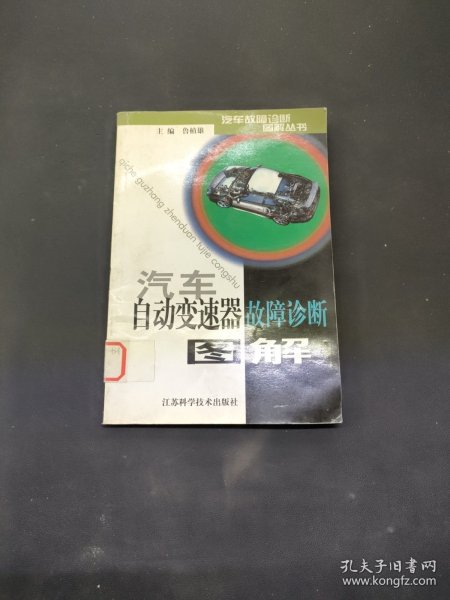 汽车故障诊断
图解丛书
主编 鲁植雄
qiche guzhang zhenduan tujie congshu
汽车
自动变速器故障诊断
图解
江苏科学技术出版社
孔夫子旧书网
www.kongfz.com